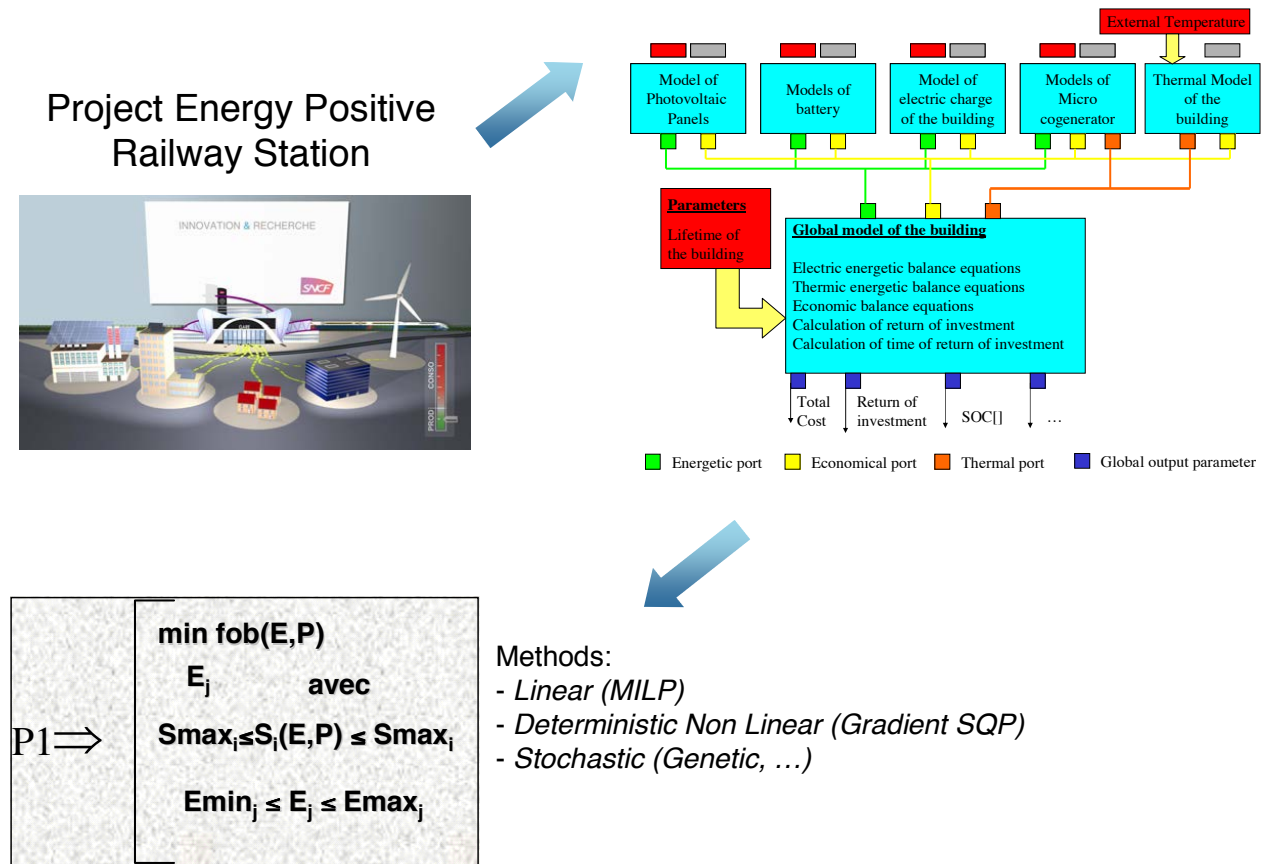 Project Energy Positive
Railway Station
INNOVATION & RECHERCHE
SNCF
GARE
CONSO
PROD
External Temperature
Model of
Photovoltaic
Panels
Models of
battery
Model of
electric charge
of the building
Models of
Micro
cogenerator
Thermal Model
of the
building
Parameters
Lifetime of
the building
Global model of the building
Electric energetic balance equations
Thermic energetic balance equations
Economic balance equations
Calculation of return of investment
Calculation of time of return of investment
Total
Cost
Return of
investment
SOC[]
…
Energetic port
Economical port
Thermal port
Global output parameter
P1⇒
min fob(E,P)
Ej avec
Smaxi≤Si(E,P) ≤ Smaxi
Eminj ≤ Ej ≤ Emaxj
Methods:
- Linear (MILP)
- Deterministic Non Linear (Gradient SQP)
- Stochastic (Genetic, …)